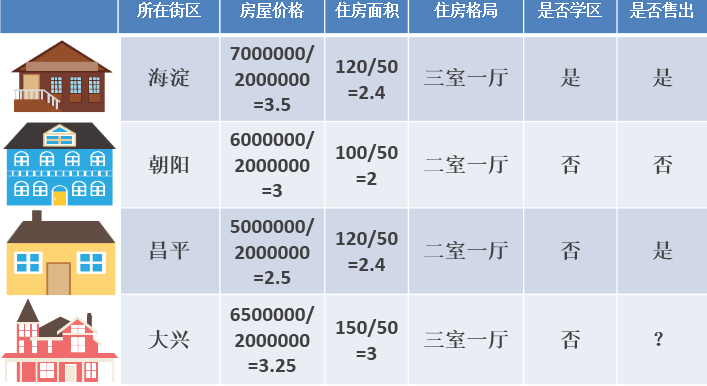 所在街区 房屋价格 住房面积 住房格局 是否学区 是否售出
海淀 7000000/2000000=3.5 120/50=2.4 三室一厅 是 是
朝阳 6000000/2000000=3 100/50=2 二室一厅 否 否
昌平 5000000/2000000=2.5 120/50=2.4 二室一厅 否 是
大兴 6500000/2000000=3.25 150/50=3 三室一厅 否 ？